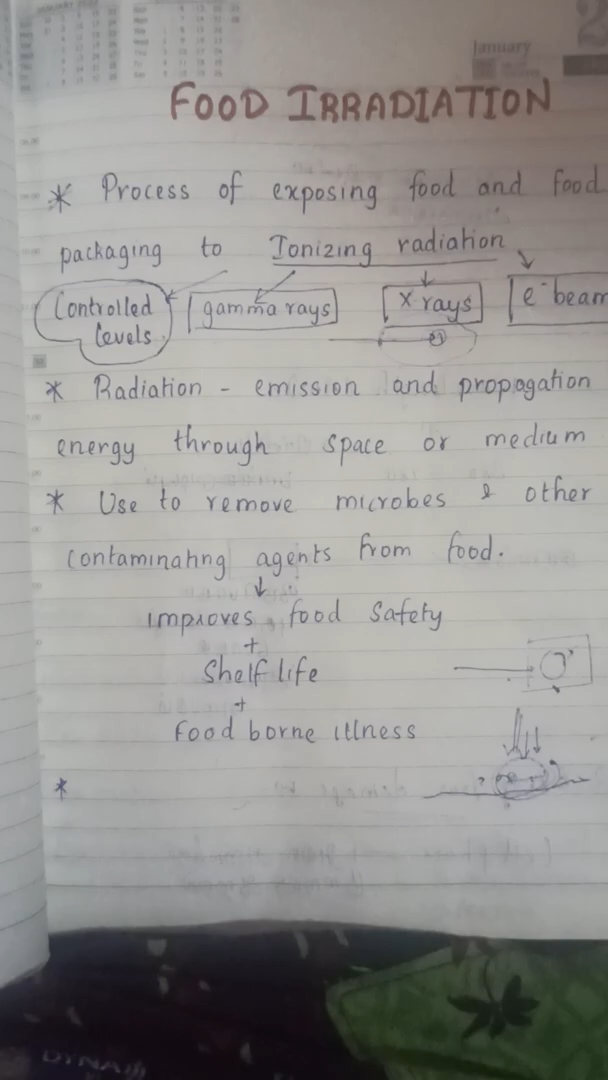 January
2
FOOD IRRADIATION
* Process of exposing food and food
packaging to Ionizing radiation
Controlled levels.
gamma rays
X rays
e⁻ beam
* Radiation - emission and propagation
energy through space or medium
* Use to remove microbes & other
contaminating agents from food.
↓
improves food safety
+
Shelf life
+
Food borne illness
*
DYNA